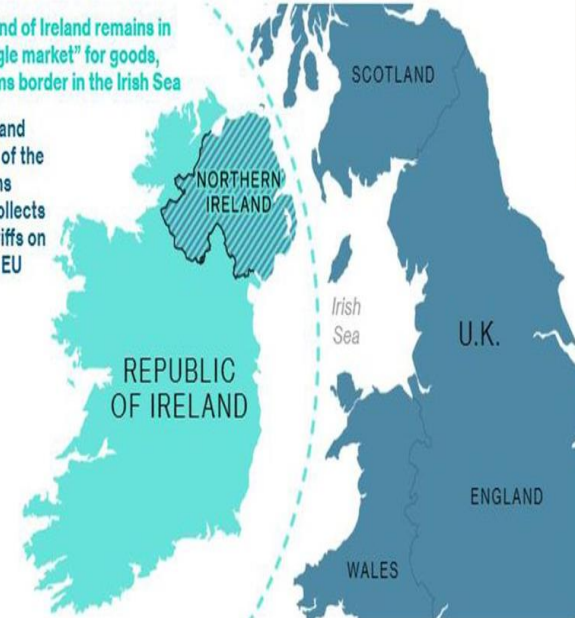 nd of Ireland remains in
gle market” for goods,
ns border in the Irish Sea
and
of the
ns
ollects
iffs on
EU
SCOTLAND
NORTHERN
IRELAND
Irish
Sea
U.K.
REPUBLIC
OF IRELAND
ENGLAND
WALES